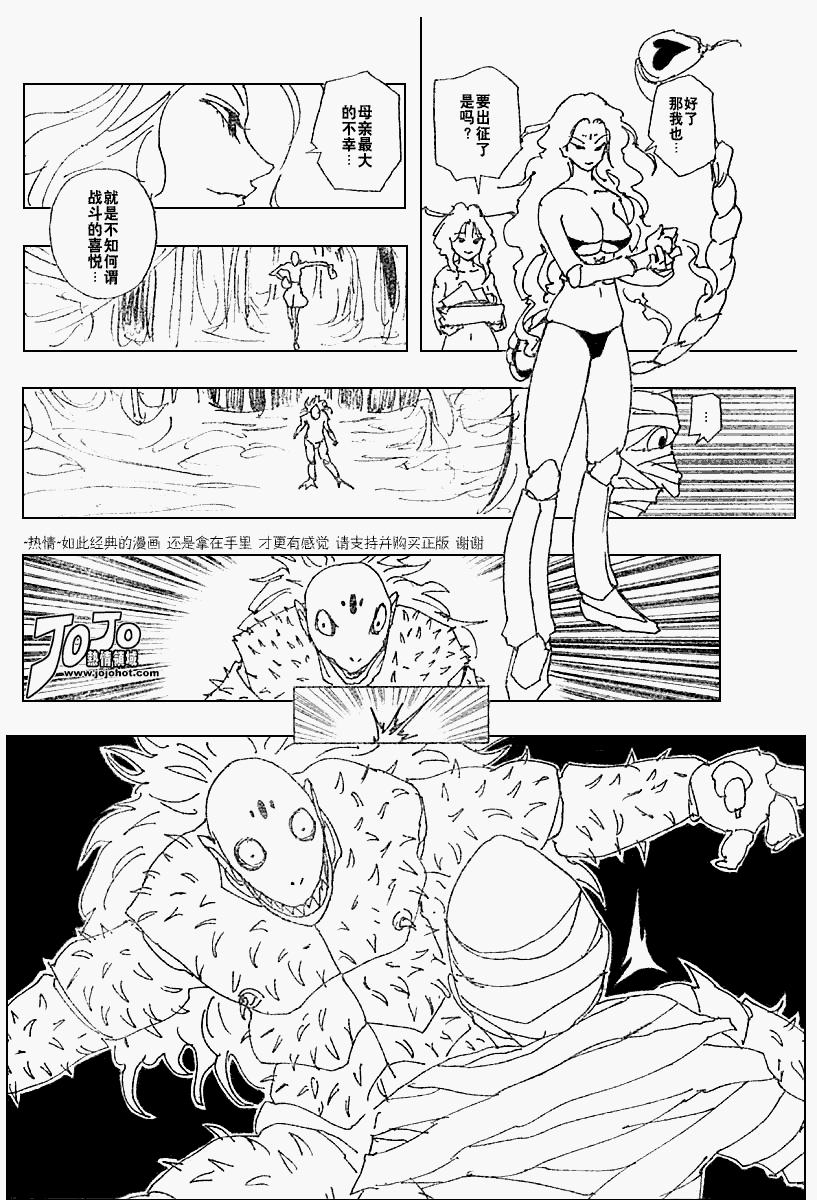 好了
那我也…
要出征了
是吗？
母亲最大
的不幸…
就是不知何谓
战斗的喜悦…
…
~热情~如此经典的漫画 还是拿在手里 才更有感觉 请支持并购买正版 谢谢
JOJO
熱情領域
www.jojohot.com